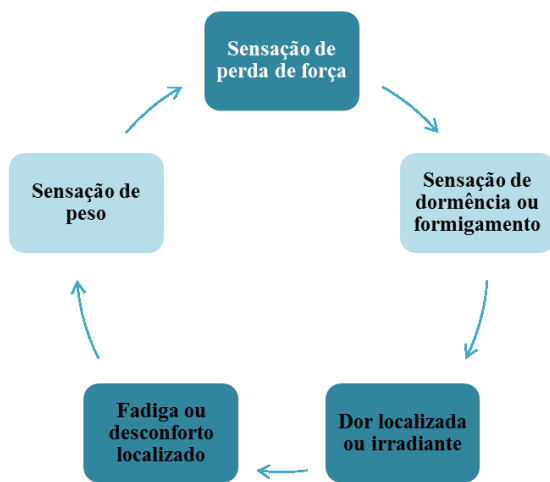 Sensação de
perda de força
Sensação de
dormência ou
formigamento
Dor localizada
ou irradiante
Fadiga ou
desconforto
localizado
Sensação de
peso